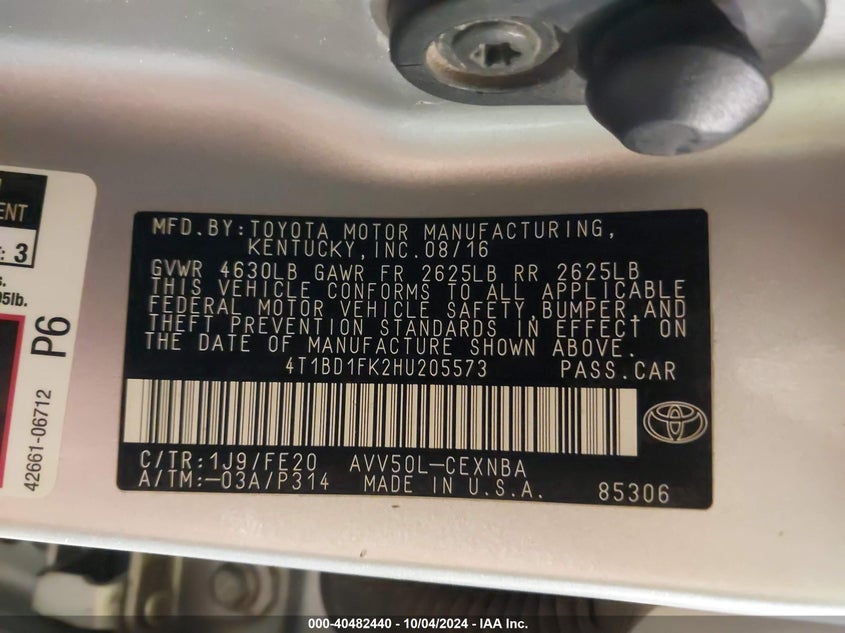 ENT
: 3
s.
95lb.
P6
42661-06712
MFD.BY:TOYOTA MOTOR MANUFACTURING,
KENTUCKY,INC.08/16
GVWR 4630LB GAWR FR 2625LB RR 2625LB
THIS VEHICLE CONFORMS TO ALL APPLICABLE
FEDERAL MOTOR VEHICLE SAFETY,BUMPER,AND
THEFT PREVENTION STANDARDS IN EFFECT ON
THE DATE OF MANUFACTURE SHOWN ABOVE.
4T1BD1FK2HU205573 PASS.CAR
C/TR:1J9/FE20 AVV50L-CEXNBA
A/TM:-03A/P314 MADE IN U.S.A. 85306
000-40482440 - 10/04/2024 - IAA Inc.